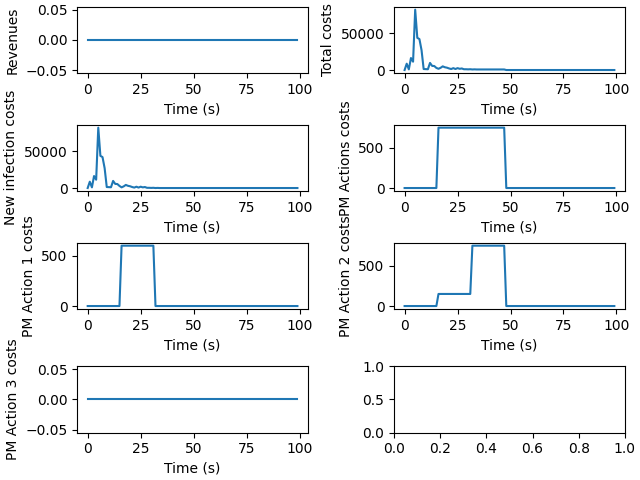 Revenues
0.05
0.00
−0.05
0 25 50 75 100
Time (s)
Total costs
50000
0
0 25 50 75 100
Time (s)
New infection costs
50000
0
0 25 50 75 100
Time (s)
PM Actions costs
500
0
0 25 50 75 100
Time (s)
PM Action 1 costs
500
0
0 25 50 75 100
Time (s)
PM Action 2 costs
500
0
0 25 50 75 100
Time (s)
PM Action 3 costs
0.05
0.00
−0.05
0 25 50 75 100
Time (s)
1.0
0.5
0.0
0.0 0.2 0.4 0.6 0.8 1.0